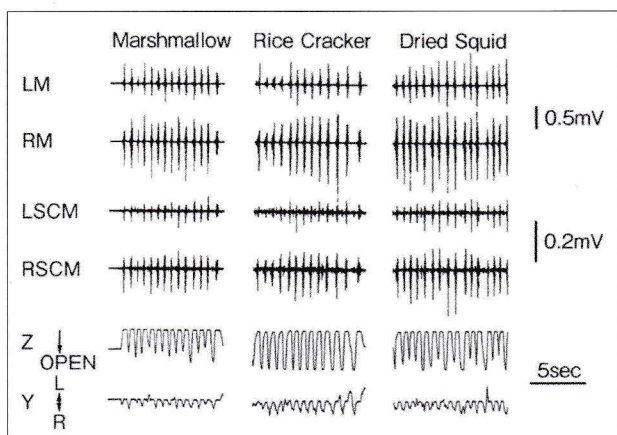 Marshmallow Rice Cracker Dried Squid
LM
0.5mV
RM
LSCM
0.2mV
RSCM
Z
OPEN
5sec
L
Y
R